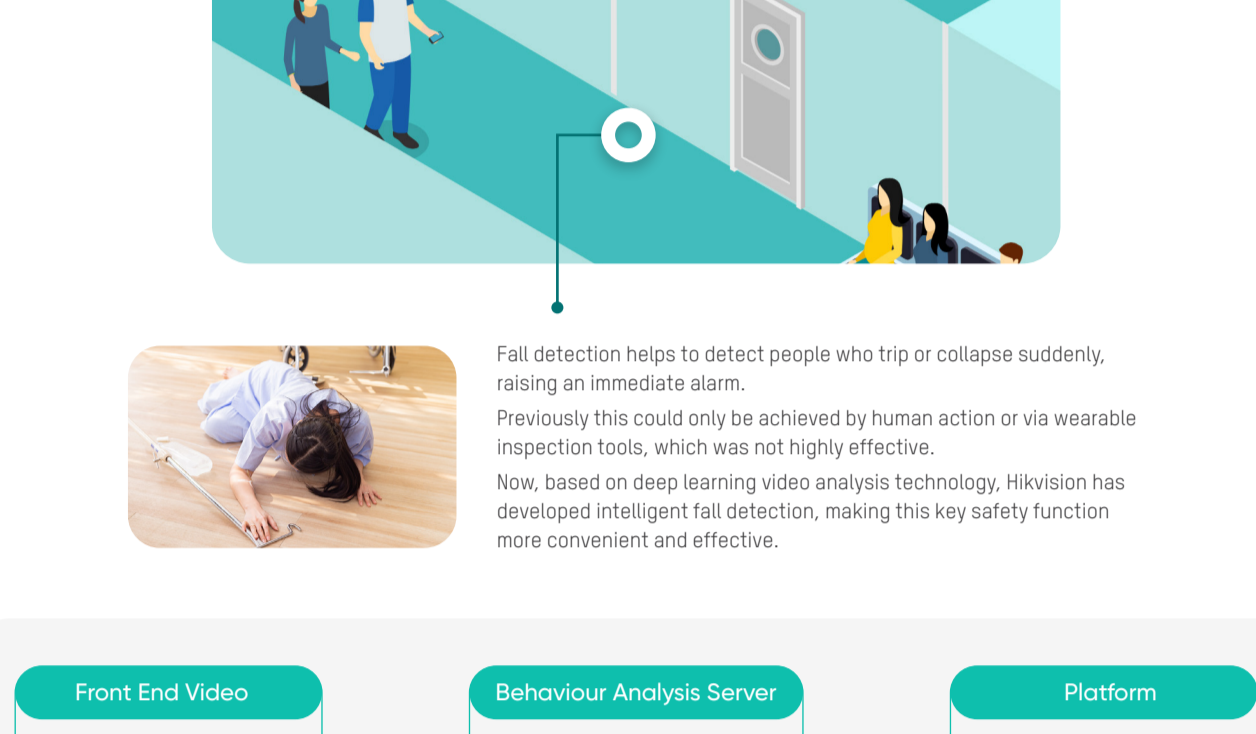 Fall detection helps to detect people who trip or collapse suddenly,
raising an immediate alarm.
Previously this could only be achieved by human action or via wearable
inspection tools, which was not highly effective.
Now, based on deep learning video analysis technology, Hikvision has
developed intelligent fall detection, making this key safety function
more convenient and effective.
Front End Video
Behaviour Analysis Server
Platform